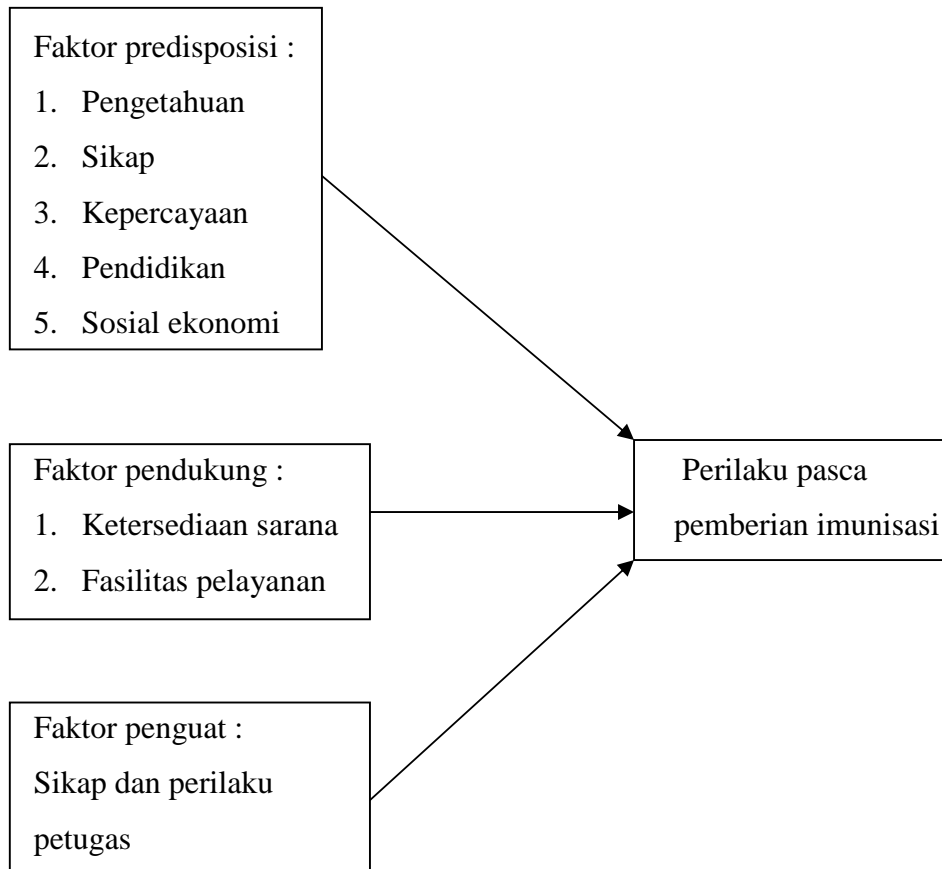 Faktor predisposisi :
1. Pengetahuan
2. Sikap
3. Kepercayaan
4. Pendidikan
5. Sosial ekonomi
Faktor pendukung :
1. Ketersediaan sarana
2. Fasilitas pelayanan
Perilaku pasca
pemberian imunisasi
Faktor penguat :
Sikap dan perilaku
petugas